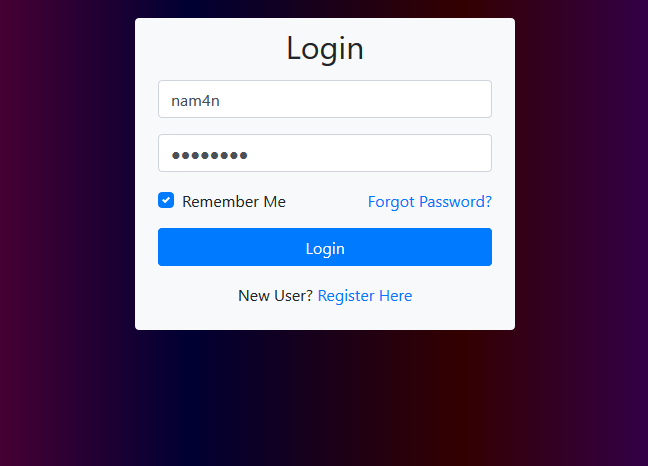 Login
nam4n
●●●●●●●●
Remember Me Forgot Password?
Login
New User? Register Here